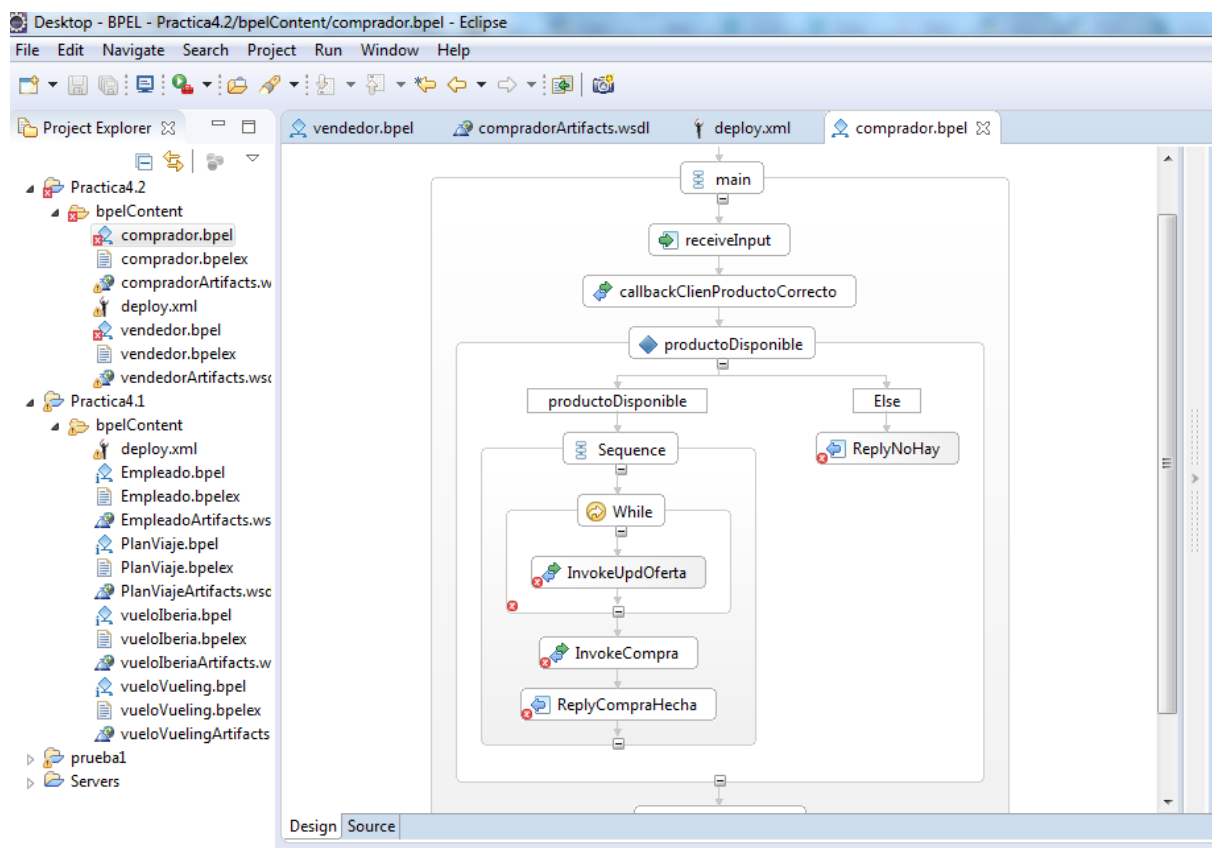 Desktop - BPEL - Practica4.2/bpelContent/comprador.bpel - Eclipse
File Edit Navigate Search Project Run Window Help
Project Explorer
vendedor.bpel compradorArtifacts.wsdl deploy.xml comprador.bpel
Practica4.2
bpelContent
comprador.bpel
comprador.bpelex
compradorArtifacts.w
deploy.xml
vendedor.bpel
vendedor.bpelex
vendedorArtifacts.wsc
Practica4.1
bpelContent
deploy.xml
Empleado.bpel
Empleado.bpelex
EmpleadoArtifacts.ws
PlanViaje.bpel
PlanViaje.bpelex
PlanViajeArtifacts.wsc
vueloIberia.bpel
vueloIberia.bpelex
vueloIberiaArtifacts.w
vueloVueling.bpel
vueloVueling.bpelex
vueloVuelingArtifacts
prueba1
Servers
main
receiveInput
callbackClienProductoCorrecto
productoDisponible
productoDisponible Else
Sequence ReplyNoHay
While
InvokeUpdOferta
InvokeCompra
ReplyCompraHecha
Design Source